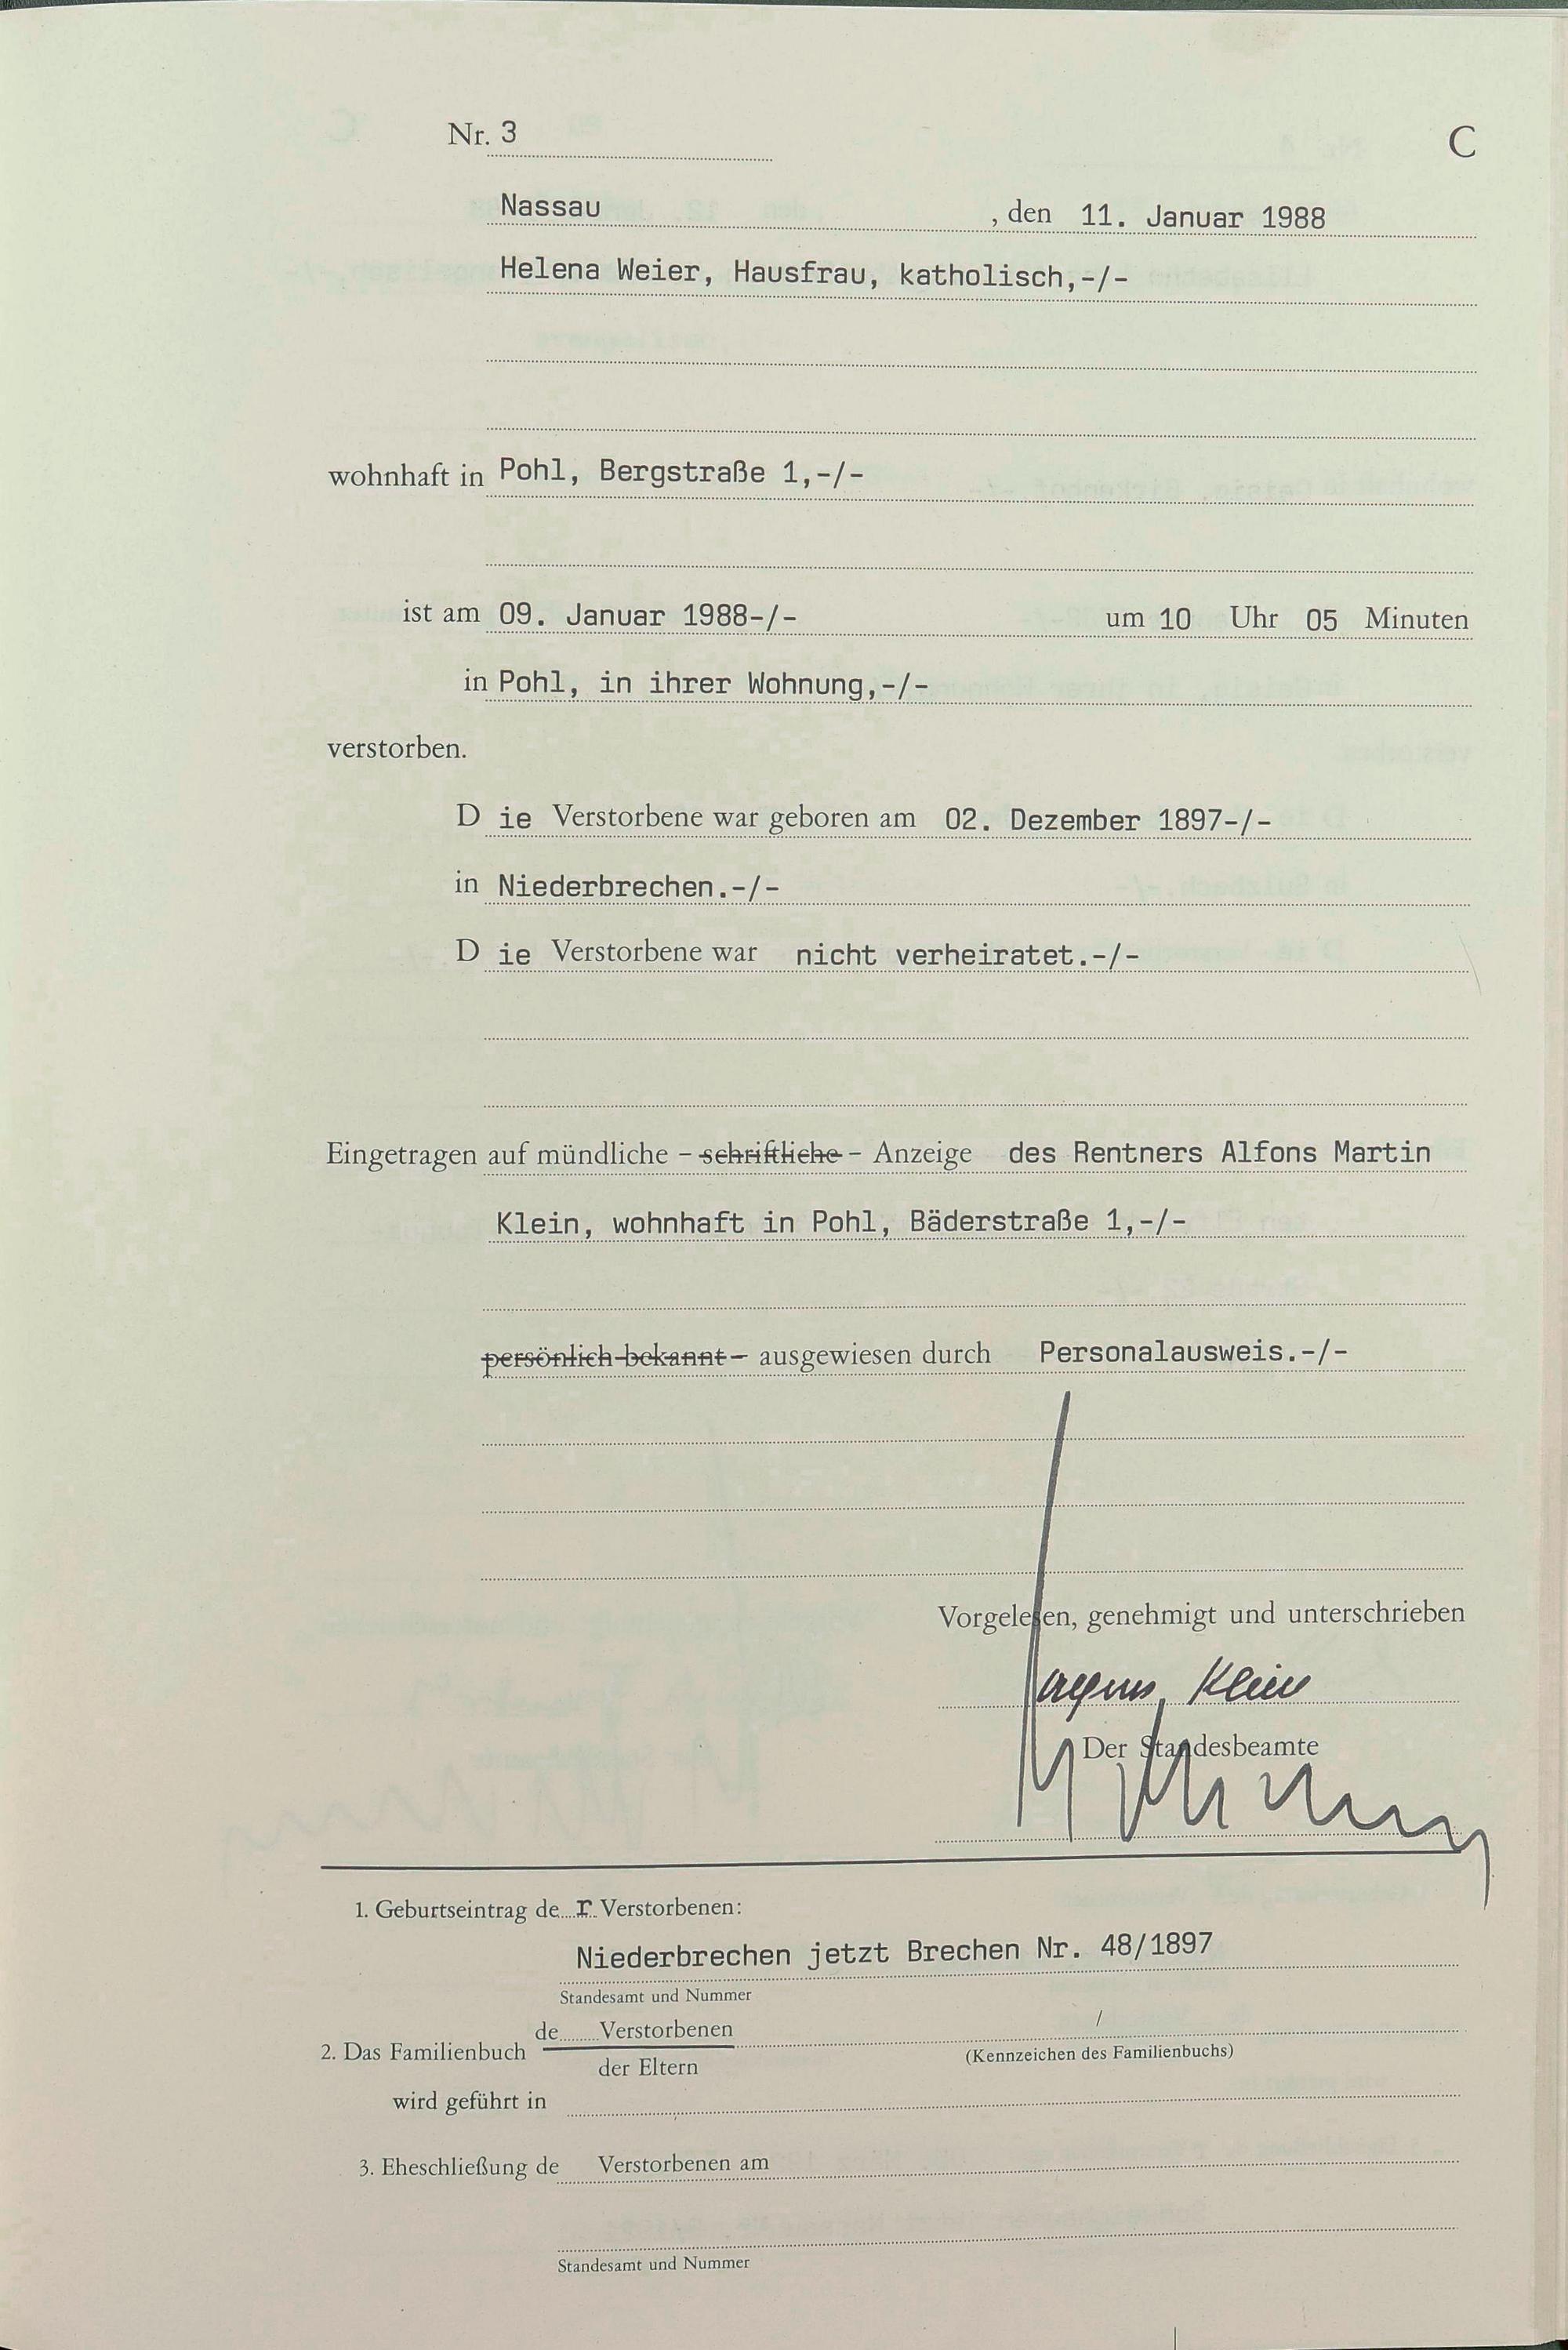 Nr. 3
C
Nassau , den 11. Januar 1988
Helena Weier, Hausfrau, katholisch,-/-
wohnhaft in Pohl, Bergstraße 1,-/-
ist am 09. Januar 1988-/- um 10 Uhr 05 Minuten
in Pohl, in ihrer Wohnung,-/-
verstorben.
D ie Verstorbene war geboren am 02. Dezember 1897-/-
in Niederbrechen.-/-
D ie Verstorbene war nicht verheiratet.-/-
Eingetragen auf mündliche – schriftliche – Anzeige des Rentners Alfons Martin
Klein, wohnhaft in Pohl, Bäderstraße 1,-/-
persönlich bekannt – ausgewiesen durch Personalausweis.-/-
Vorgelesen, genehmigt und unterschrieben
Klein
Der Standesbeamte
1. Geburtseintrag de r Verstorbenen:
Niederbrechen jetzt Brechen Nr. 48/1897
Standesamt und Nummer
de Verstorbenen /
2. Das Familienbuch
der Eltern (Kennzeichen des Familienbuchs)
wird geführt in
3. Eheschließung de Verstorbenen am
Standesamt und Nummer